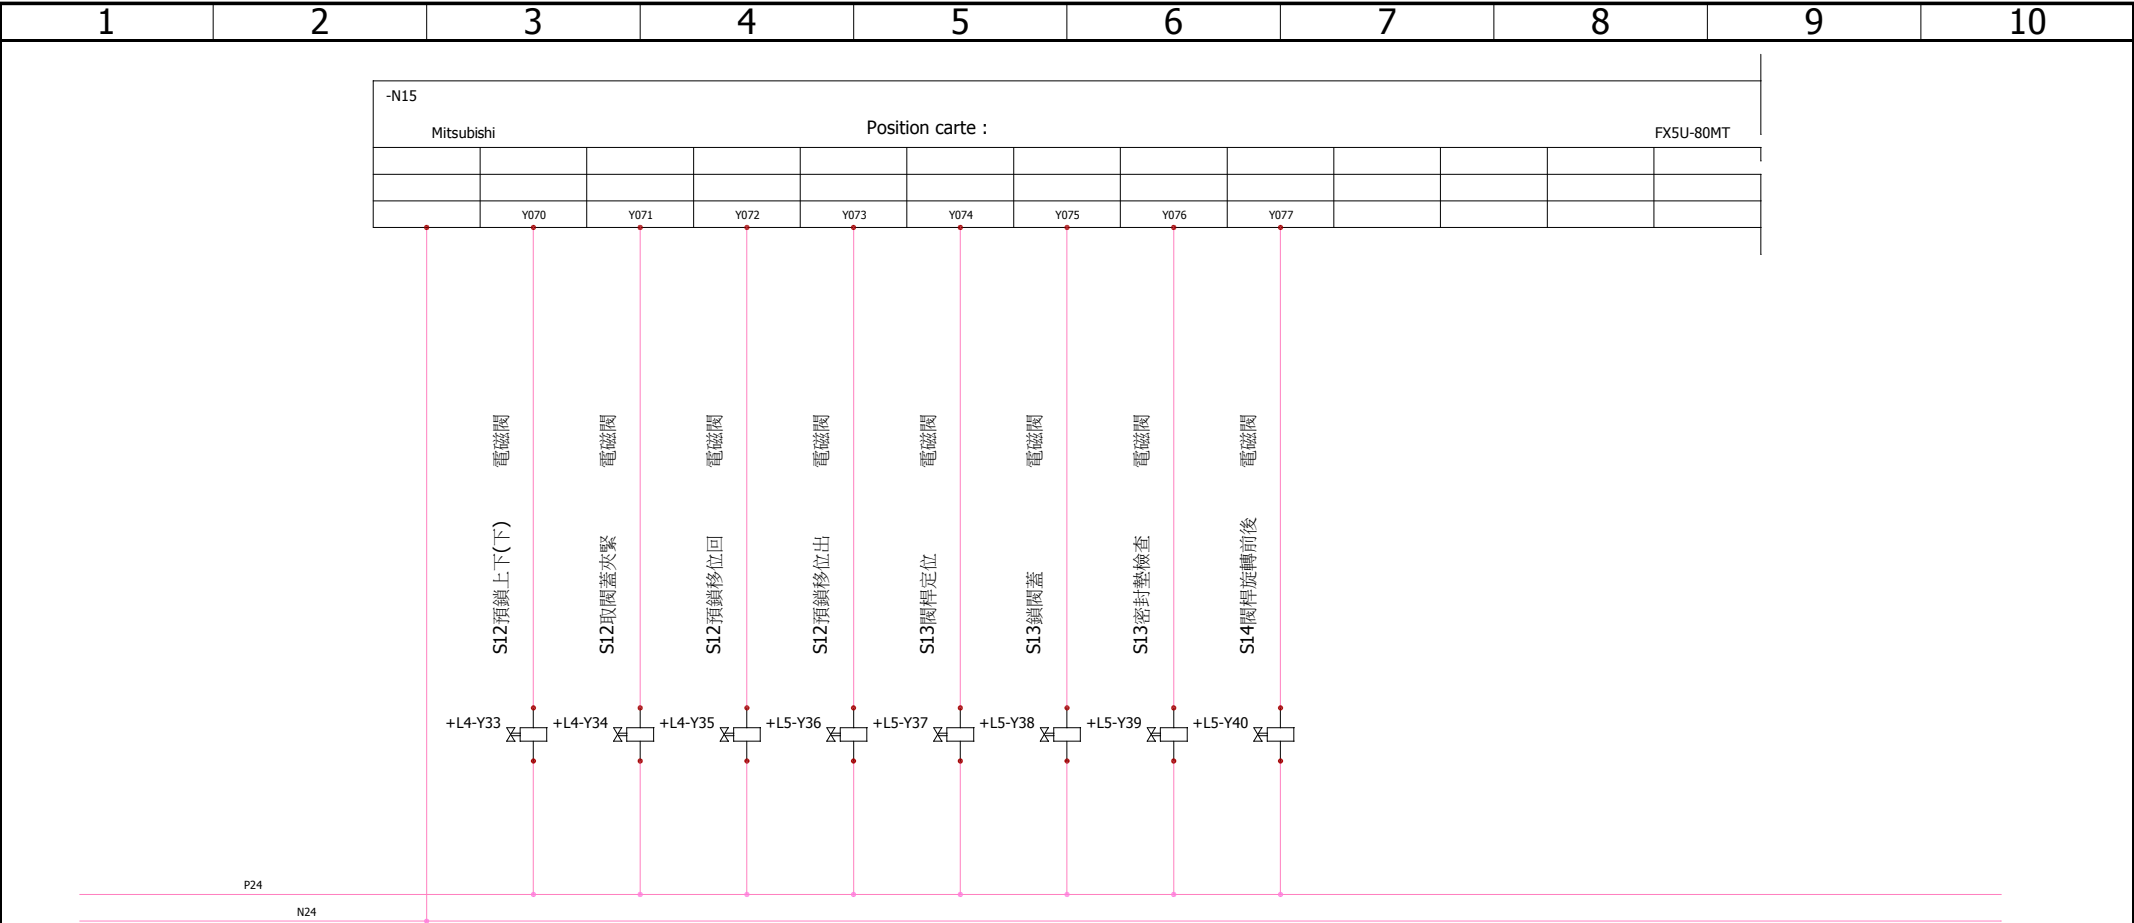 1 2 3 4 5 6 7 8 9 10
-N15
Mitsubishi Position carte : FX5U-80MT
Y070 Y071 Y072 Y073 Y074 Y075 Y076 Y077
S12預鎖上下(下) 電磁閥
S12取閥蓋夾緊 電磁閥
S12預鎖移位回 電磁閥
S12預鎖移位出 電磁閥
S13閥桿定位 電磁閥
S13鎖閥蓋 電磁閥
S13密封墊檢查 電磁閥
S14閥桿旋轉前後 電磁閥
+L4-Y33 +L4-Y34 +L4-Y35 +L5-Y36 +L5-Y37 +L5-Y38 +L5-Y39 +L5-Y40
P24
N24